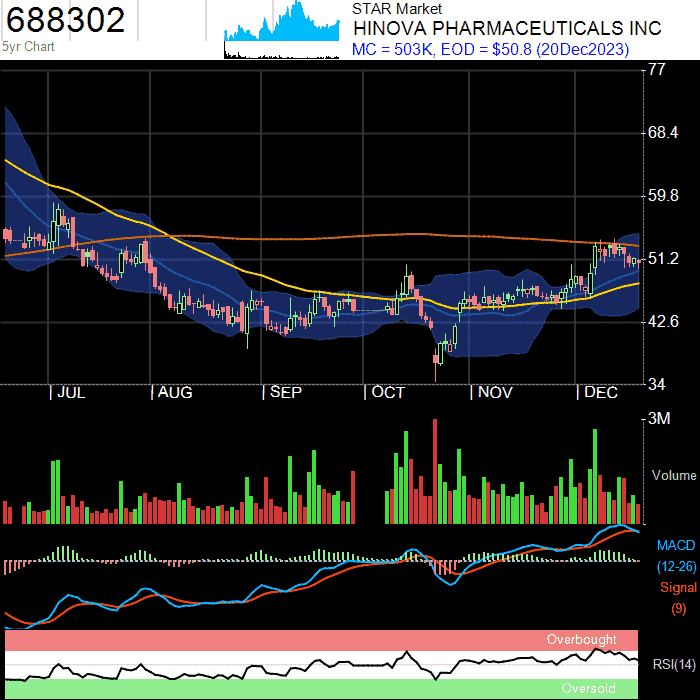 688302
5yr Chart
STAR Market
HINOVA PHARMACEUTICALS INC
MC = 503K, EOD = $50.8 (20Dec2023)
77
68.4
59.8
51.2
42.6
34
JUL AUG SEP OCT NOV DEC
3M
Volume
MACD
(12-26)
Signal
(9)
Overbought
RSI(14)
Oversold